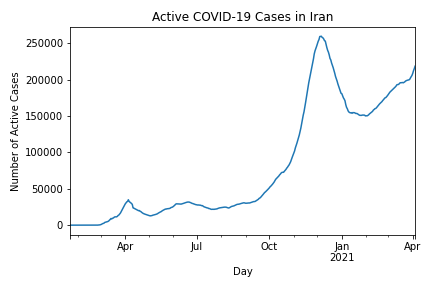 Active COVID-19 Cases in Iran
Number of Active Cases
250000
200000
150000
100000
50000
0
Apr Jul Oct Jan Apr
2021
Day